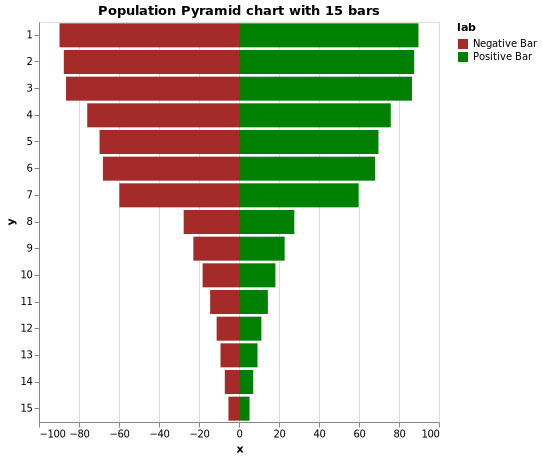 Population Pyramid chart with 15 bars
lab
Negative Bar
Positive Bar
y
1
2
3
4
5
6
7
8
9
10
11
12
13
14
15
−100 −80 −60 −40 −20 0 20 40 60 80 100
x